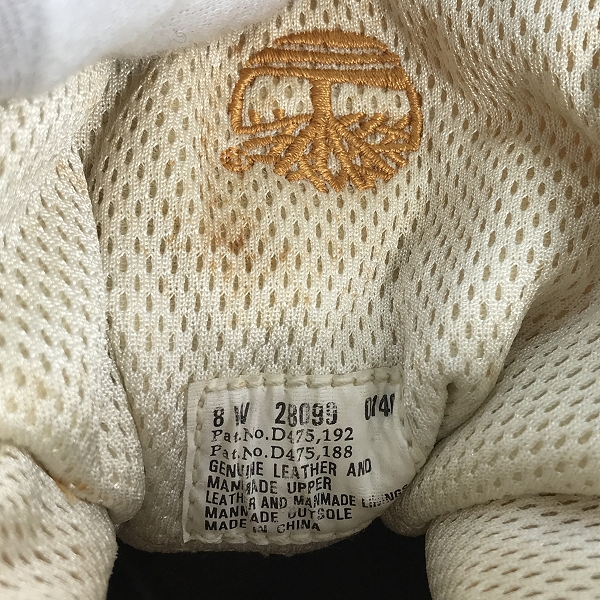 8 W 28099
Pat.No.D475,192
Pat.No.D475,188
GENUINE LEATHER AND
MANMADE UPPER
LEATHER AND MANMADE LININGS
MANMADE OUTSOLE
MADE IN CHINA